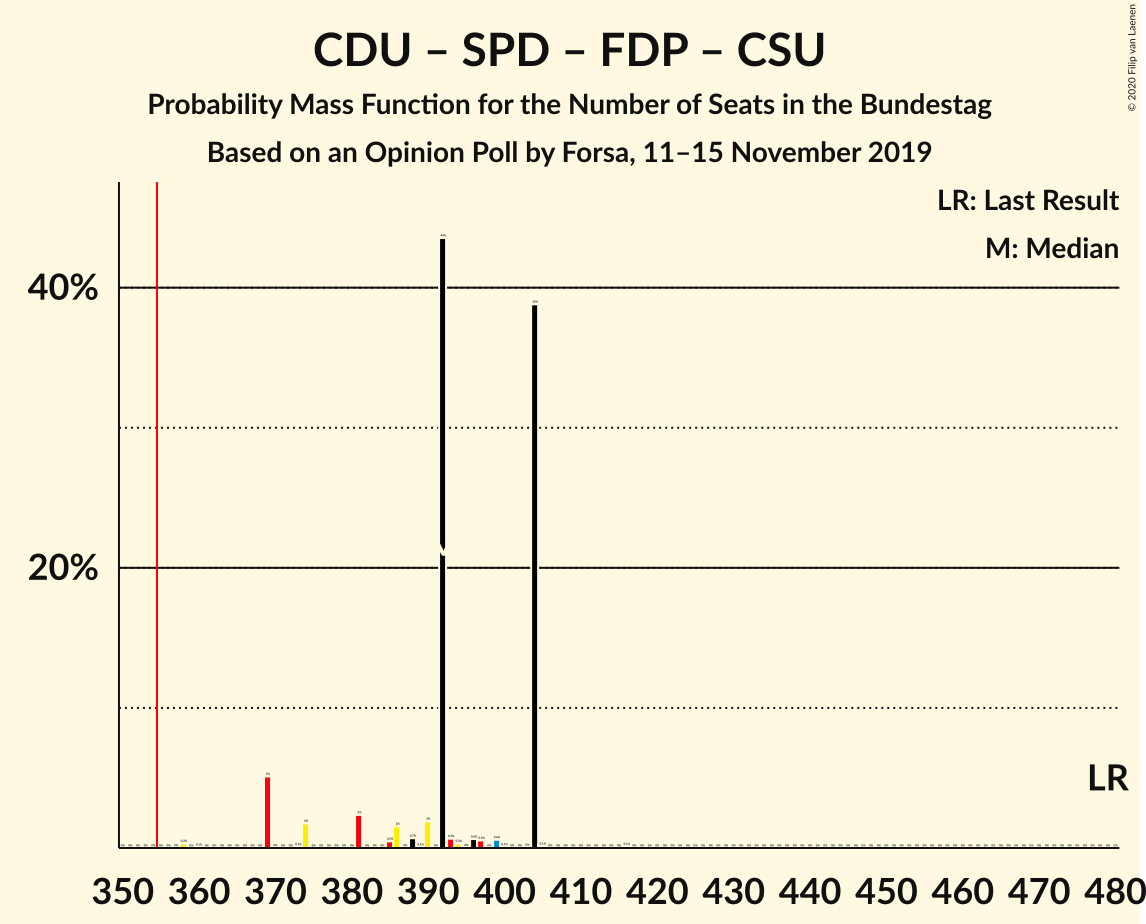 CDU – SPD – FDP – CSU
Probability Mass Function for the Number of Seats in the Bundestag
Based on an Opinion Poll by Forsa, 11–15 November 2019
© 2020 Filip van Laenen
LR: Last Result
M: Median
40%
20%
LR
350 360 370 380 390 400 410 420 430 440 450 460 470 480